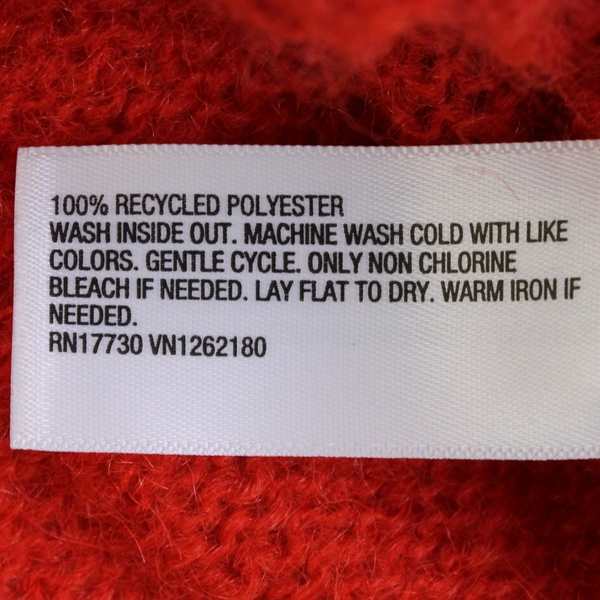 100% RECYCLED POLYESTER
WASH INSIDE OUT. MACHINE WASH COLD WITH LIKE
COLORS. GENTLE CYCLE. ONLY NON CHLORINE
BLEACH IF NEEDED. LAY FLAT TO DRY. WARM IRON IF
NEEDED.
RN17730 VN1262180